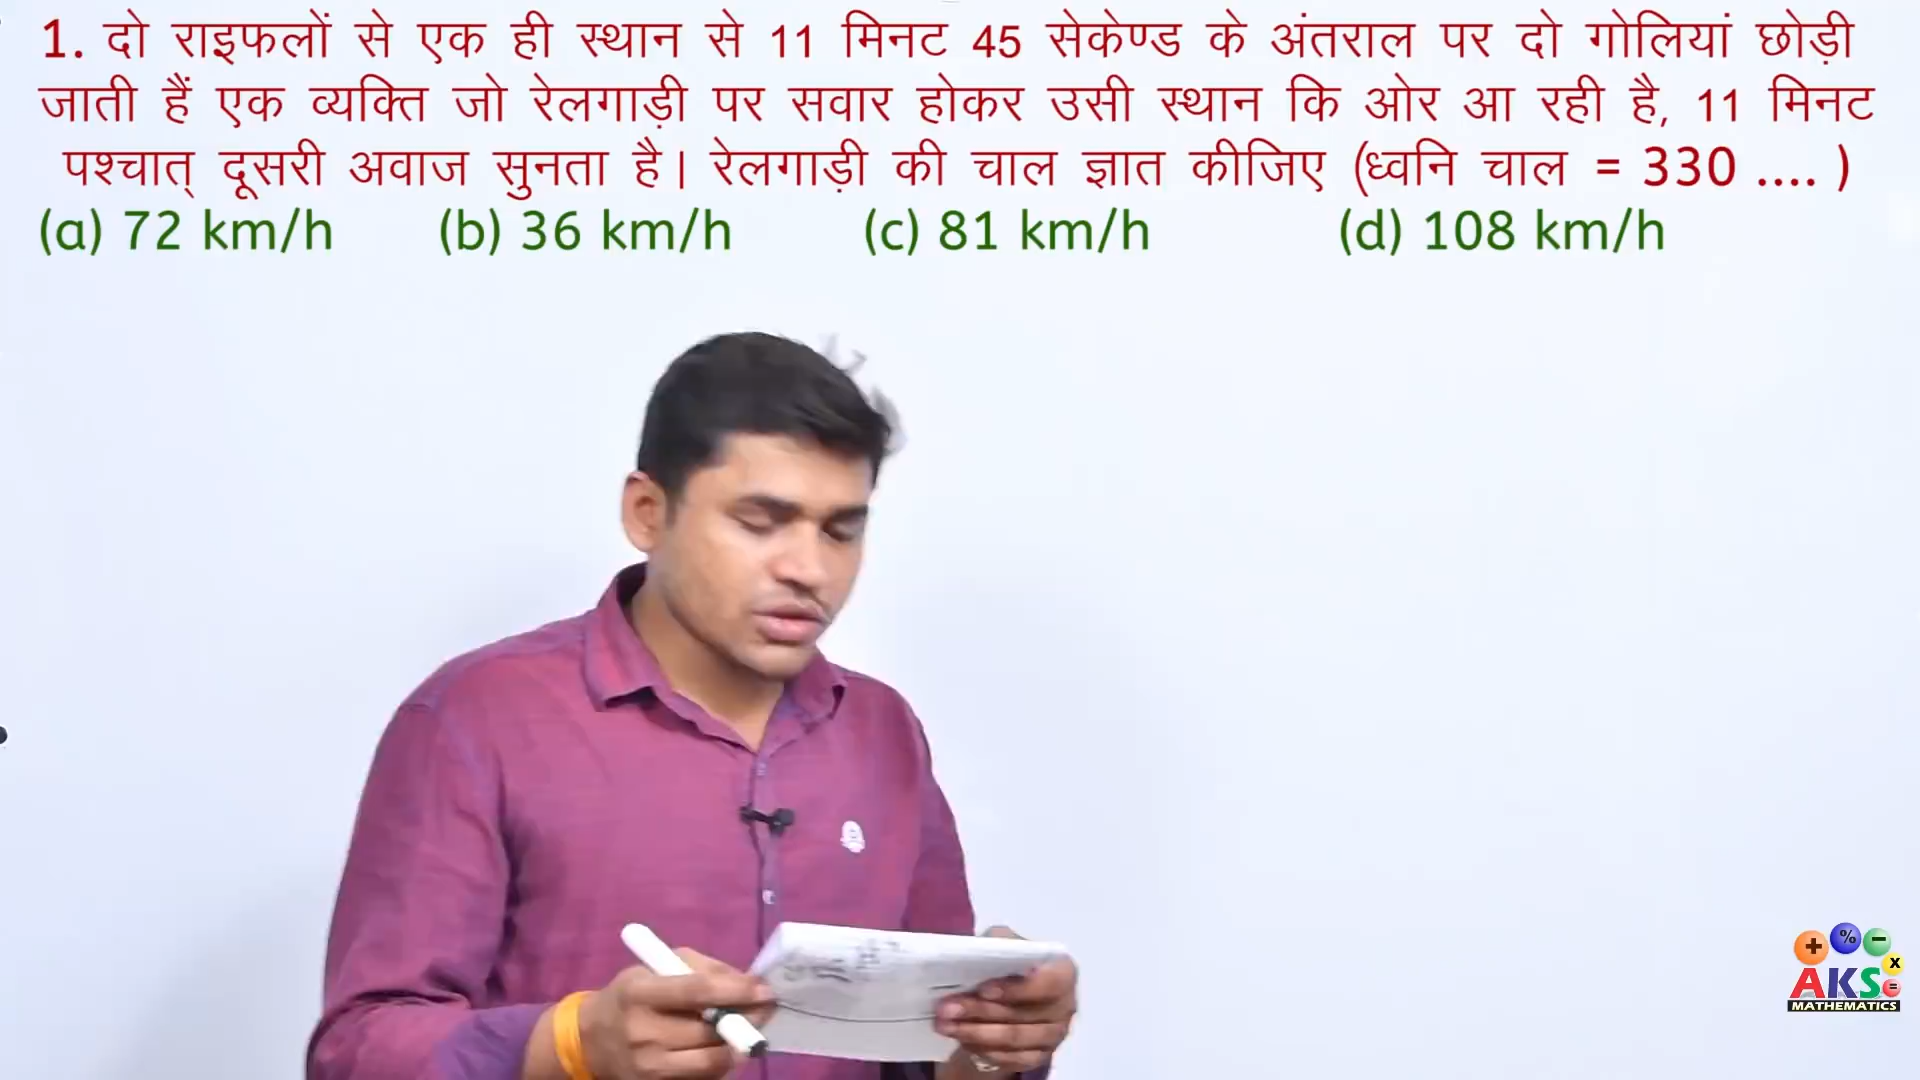 1. दो राइफलों से एक ही स्थान से 11 मिनट 45 सेकेण्ड के अंतराल पर दो गोलियां छोड़ी
जाती हैं एक व्यक्ति जो रेलगाड़ी पर सवार होकर उसी स्थान कि ओर आ रही है, 11 मिनट
पश्चात् दूसरी अवाज सुनता है। रेलगाड़ी की चाल ज्ञात कीजिए (ध्वनि चाल = 330 .... )
(a) 72 km/h (b) 36 km/h (c) 81 km/h (d) 108 km/h
+ % - x =
AKS
MATHEMATICS